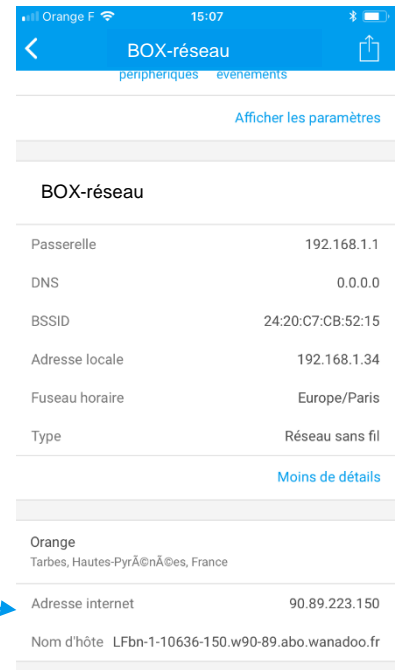 Orange F 15:07
BOX-réseau
périphériques événements
Afficher les paramètres
BOX-réseau
Passerelle 192.168.1.1
DNS 0.0.0.0
BSSID 24:20:C7:CB:52:15
Adresse locale 192.168.1.34
Fuseau horaire Europe/Paris
Type Réseau sans fil
Moins de détails
Orange
Tarbes, Hautes-PyrÃ©nÃ©es, France
Adresse internet 90.89.223.150
Nom d'hôte LFbn-1-10636-150.w90-89.abo.wanadoo.fr